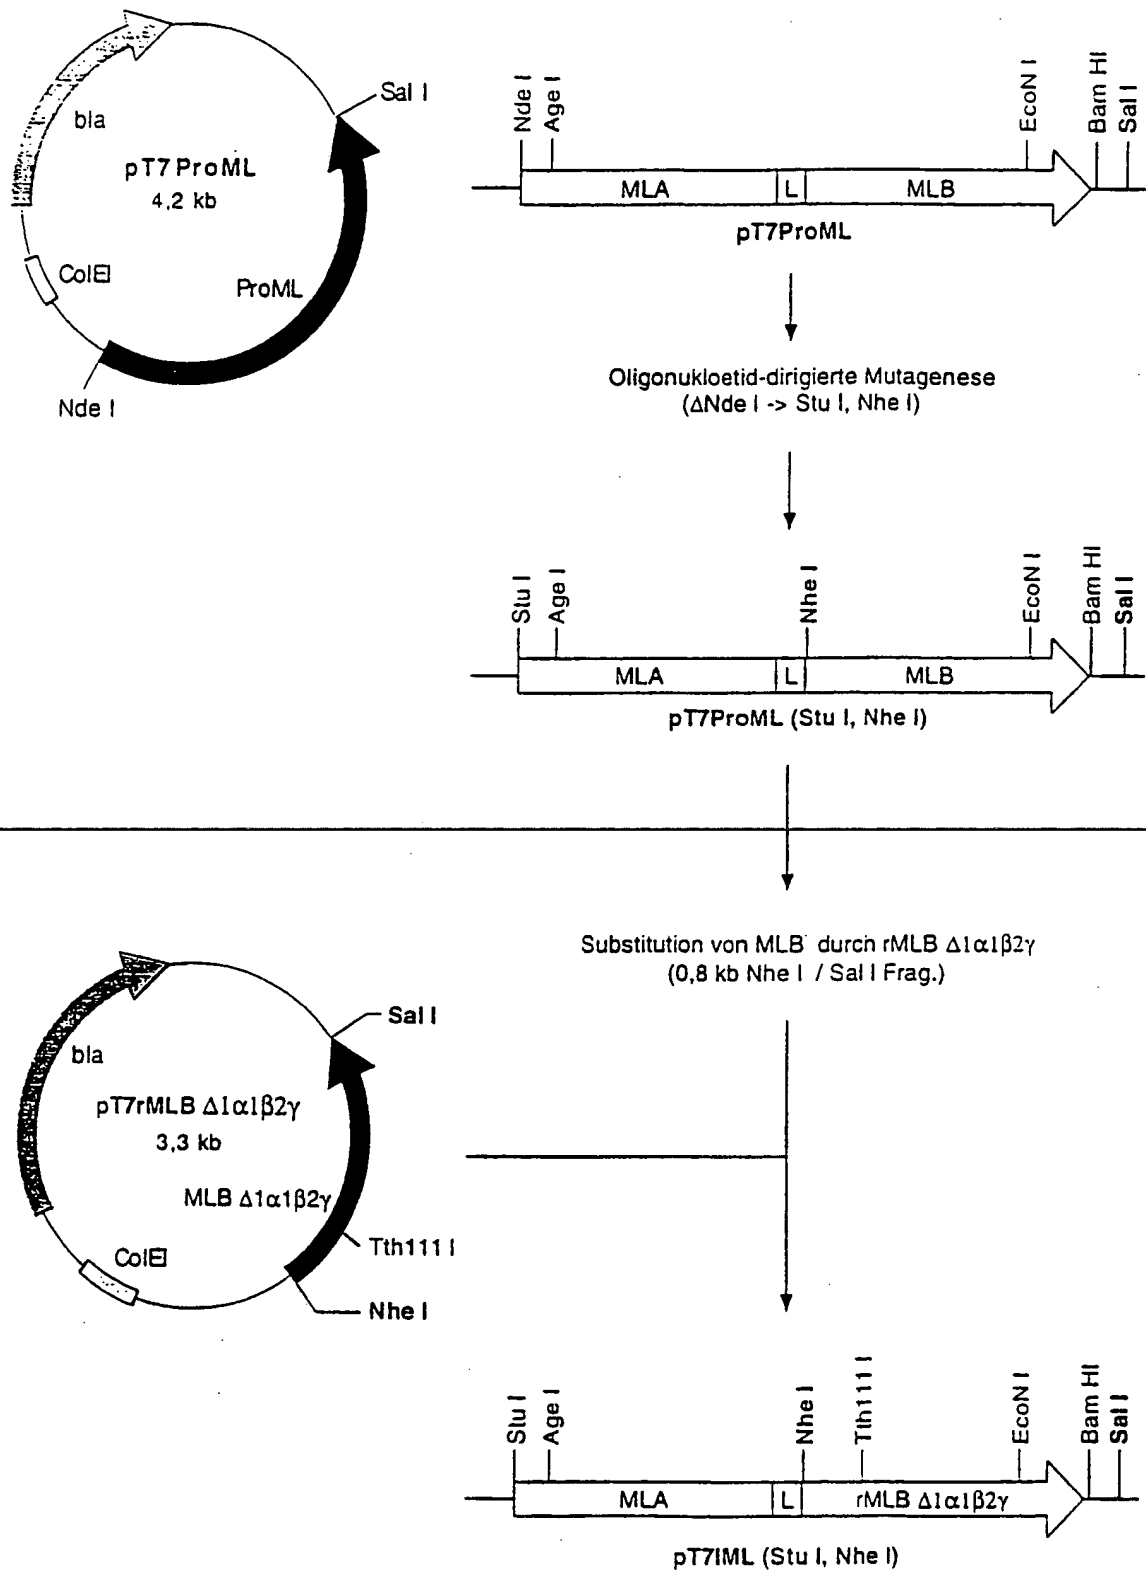 bla
Sal I
pT7 ProML
4,2 kb
ColEI
ProML
Nde I
Nde I
Age I
EcoN I
Bam HI
Sal I
MLA
L
MLB
pT7ProML
Oligonukloetid-dirigierte Mutagenese
(ΔNde I -> Stu I, Nhe I)
Stu I
Age I
Nhe I
EcoN I
Bam HI
Sal I
MLA
L
MLB
pT7ProML (Stu I, Nhe I)
Substitution von MLB durch rMLB Δ1α1β2γ
(0,8 kb Nhe I / Sal I Frag.)
bla
Sal I
pT7rMLB Δ1α1β2γ
3,3 kb
MLB Δ1α1β2γ
Tth111 I
ColEI
Nhe I
Stu I
Age I
Nhe I
Tth111 I
EcoN I
Bam HI
Sal I
MLA
L
rMLB Δ1α1β2γ
pT7IML (Stu I, Nhe I)